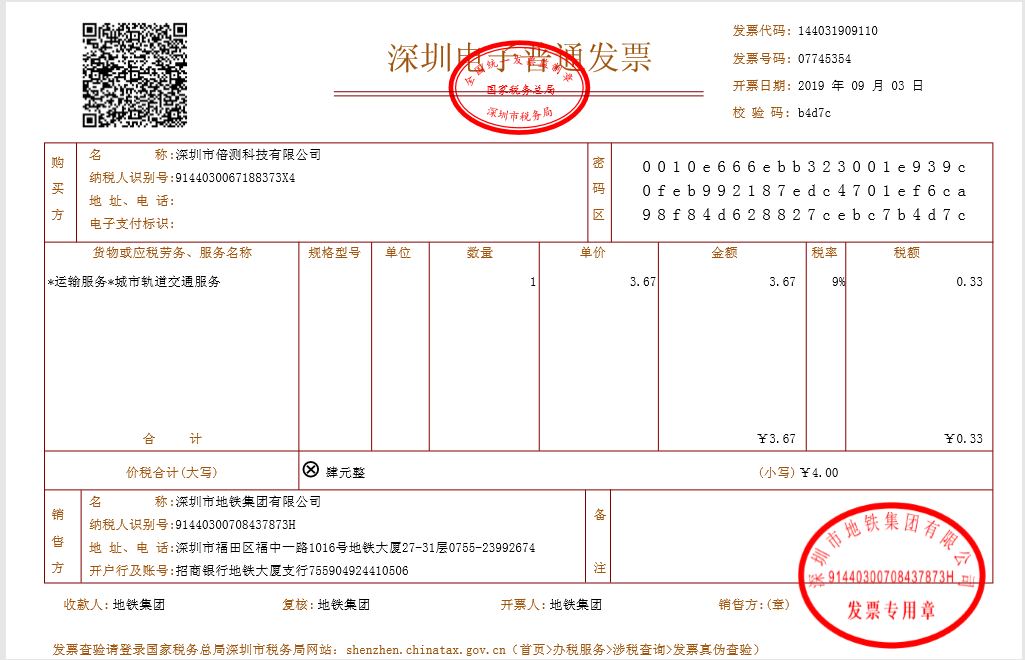 深圳电子普通发票
全国统一发票监制章
国家税务总局
深圳市税务局
发票代码: 144031909110
发票号码: 07745354
开票日期: 2019 年 09 月 03 日
校 验 码: b4d7c
购买方
名 称:深圳市倍测科技有限公司
纳税人识别号:9144030067188373X4
地 址、电 话:
电子支付标识:
密码区
0010e666ebb323001e939c
0feb992187edc4701ef6ca
98f84d628827cebc7b4d7c
货物或应税劳务、服务名称 规格型号 单位 数量 单价 金额 税率 税额
*运输服务*城市轨道交通服务 1 3.67 3.67 9% 0.33
合 计 ¥3.67 ¥0.33
价税合计(大写) ⊗ 肆元整 (小写) ¥4.00
销售方
名 称:深圳市地铁集团有限公司
纳税人识别号:91440300708437873H
地 址、电 话:深圳市福田区福中一路1016号地铁大厦27-31层0755-23992674
开户行及账号:招商银行地铁大厦支行755904924410506
备注
深圳市地铁集团有限公司
91440300708437873H
发票专用章
收款人: 地铁集团 复核: 地铁集团 开票人: 地铁集团 销售方:(章)
发票查验请登录国家税务总局深圳市税务局网站: shenzhen.chinatax.gov.cn (首页>办税服务>涉税查询>发票真伪查验)